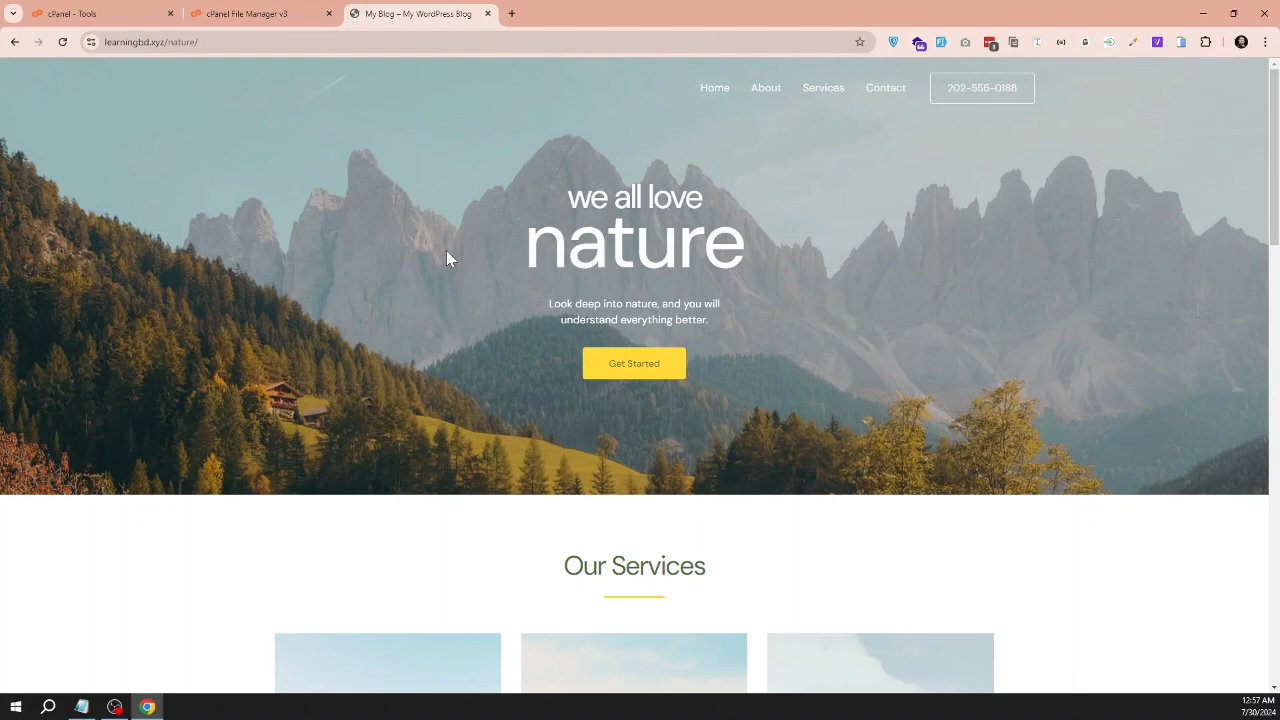 cPanel - Tools
cPanel File Manager v3
My Blog – My WordPress Blog
learningbd.xyz/nature/
66
1
Home
About
Services
Contact
202-555-0188
we all love
nature
Look deep into nature, and you will
understand everything better.
Get Started
Our Services
12:57 AM
7/30/2024